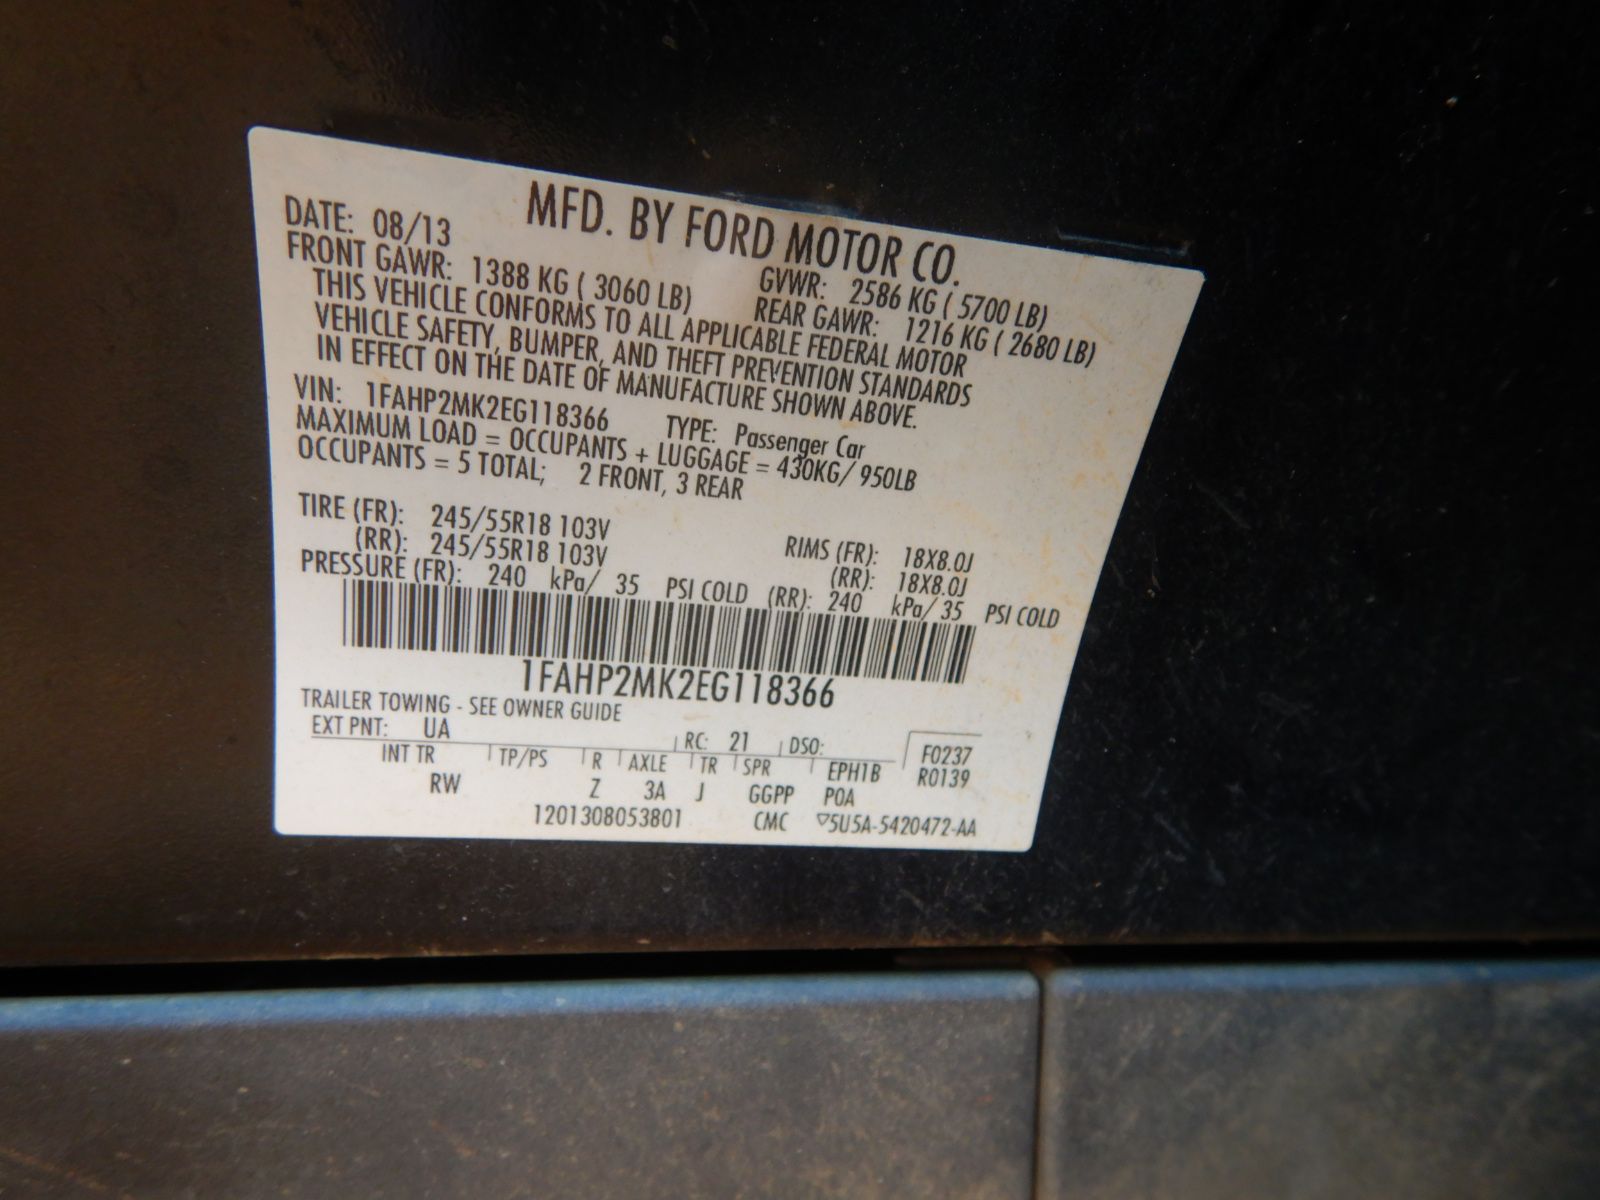 MFD. BY FORD MOTOR CO.
DATE: 08/13 GVWR: 2586 KG ( 5700 LB)
FRONT GAWR: 1388 KG ( 3060 LB) REAR GAWR: 1216 KG ( 2680 LB)
THIS VEHICLE CONFORMS TO ALL APPLICABLE FEDERAL MOTOR
VEHICLE SAFETY, BUMPER, AND THEFT PREVENTION STANDARDS
IN EFFECT ON THE DATE OF MANUFACTURE SHOWN ABOVE.
VIN: 1FAHP2MK2EG118366 TYPE: Passenger Car
MAXIMUM LOAD = OCCUPANTS + LUGGAGE = 430KG/ 950LB
OCCUPANTS = 5 TOTAL; 2 FRONT, 3 REAR
TIRE (FR): 245/55R18 103V RIMS (FR): 18X8.0J
(RR): 245/55R18 103V (RR): 18X8.0J
PRESSURE (FR): 240 kPa/ 35 PSI COLD (RR): 240 kPa/ 35 PSI COLD
1FAHP2MK2EG118366
TRAILER TOWING - SEE OWNER GUIDE
EXT PNT: UA RC: 21 DSO: F0237
INT TR TP/PS R AXLE TR SPR EPH1B R0139
RW Z 3A J GGPP POA
1201308053801 CMC ▽5U5A-5420472-AA